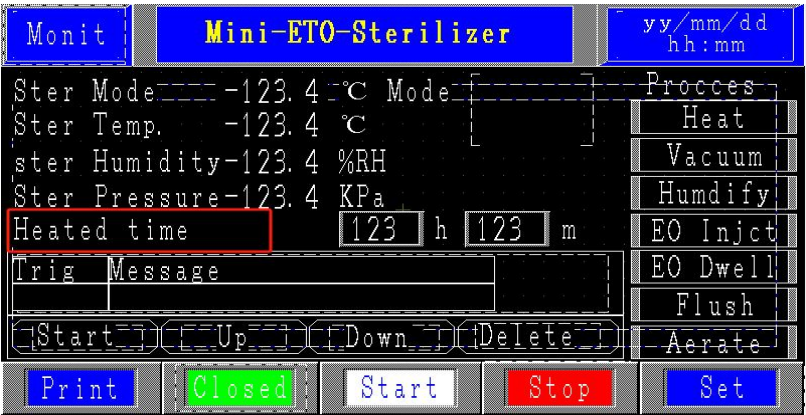 Monit
Mini-ETO-Sterilizer
yy/mm/dd
hh:mm
Ster Mode -123.4 ℃ Mode
Ster Temp. -123.4 ℃
ster Humidity-123.4 %RH
Ster Pressure-123.4 KPa
Heated time 123 h 123 m
Trig Message
Start Up Down Delete
Procces
Heat
Vacuum
Humdify
EO Injct
EO Dwell
Flush
Aerate
Print Closed Start Stop Set